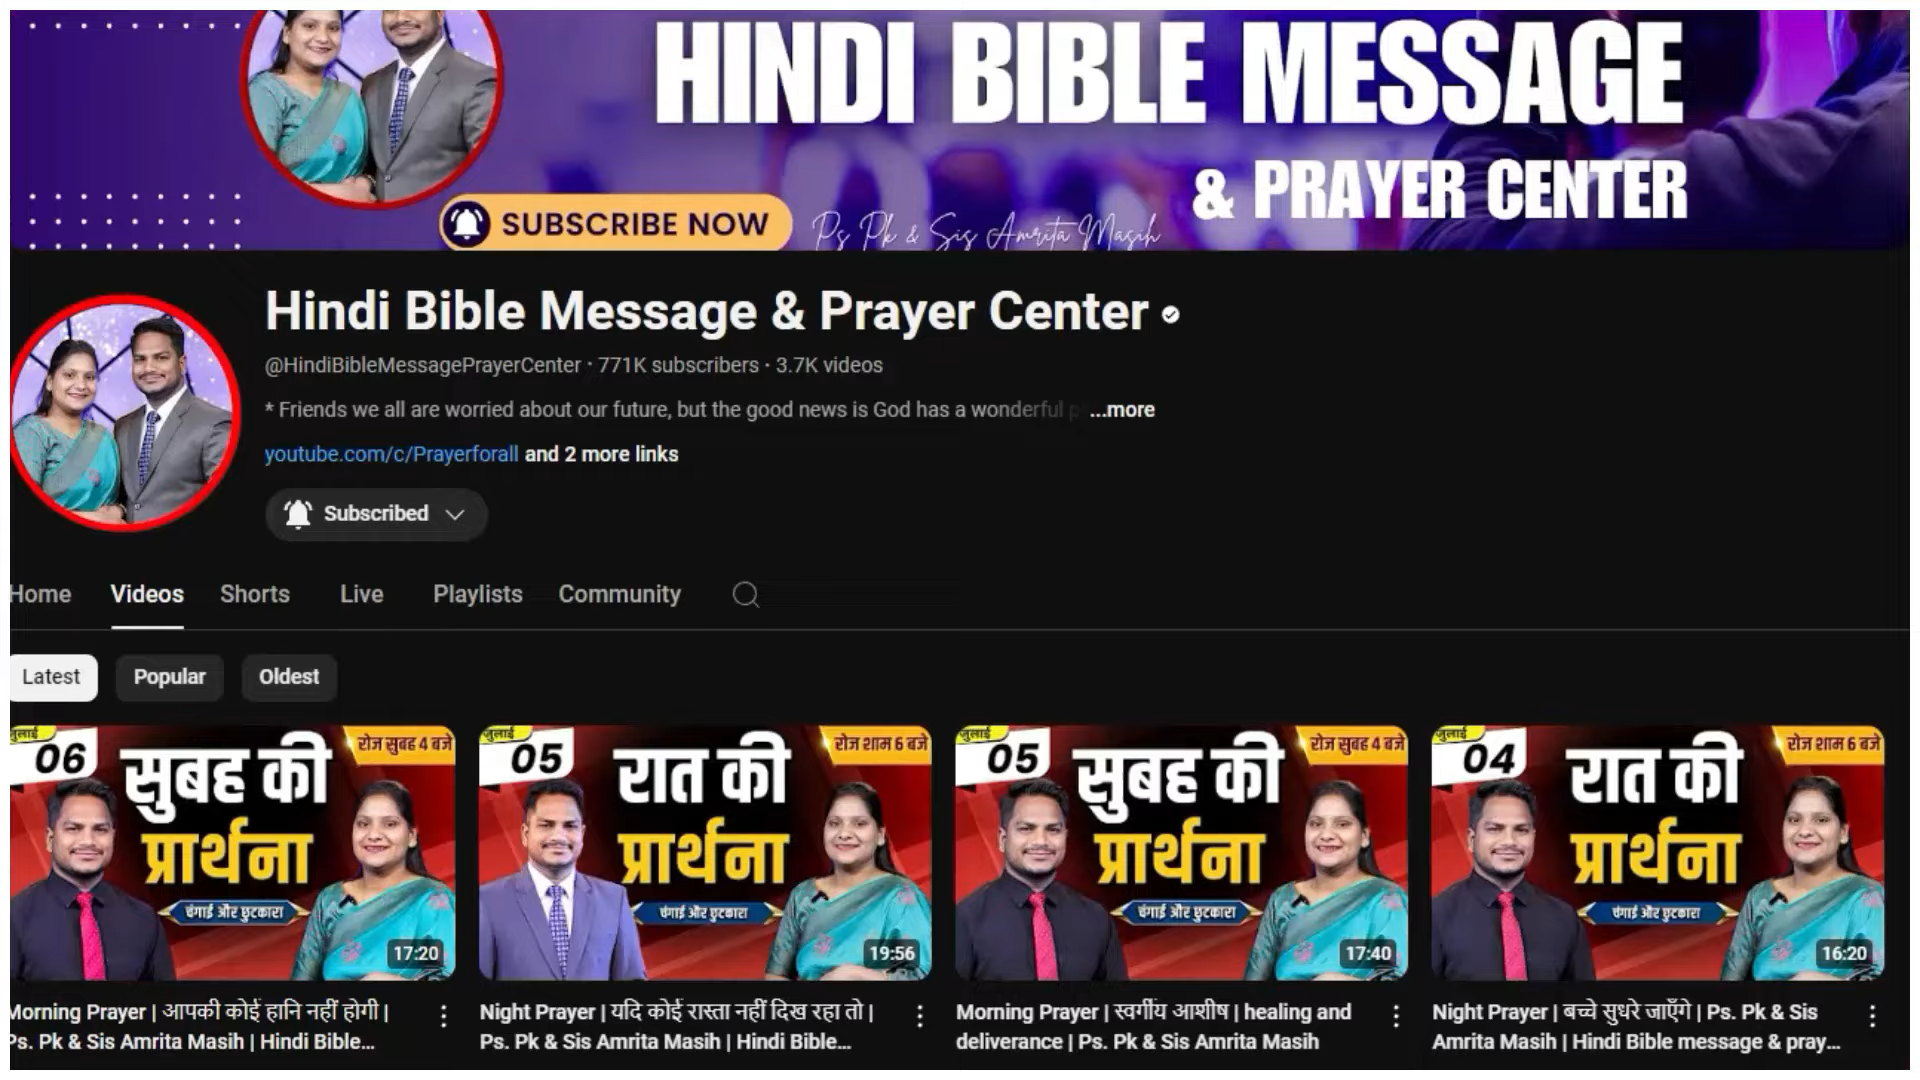 HINDI BIBLE MESSAGE
& PRAYER CENTER
SUBSCRIBE NOW
Ps Pk & Sis Amrita Masih
Hindi Bible Message & Prayer Center
@HindiBibleMessagePrayerCenter · 771K subscribers · 3.7K videos
* Friends we all are worried about our future, but the good news is God has a wonderful ...more
youtube.com/c/Prayerforall and 2 more links
Subscribed
Home Videos Shorts Live Playlists Community
Latest Popular Oldest
जुलाई
06
रोज सुबह 4 बजे
सुबह की
प्रार्थना
चंगाई और छुटकारा
17:20
Morning Prayer | आपकी कोई हानि नहीं होगी |
Ps. Pk & Sis Amrita Masih | Hindi Bible...
जुलाई
05
रोज शाम 6 बजे
रात की
प्रार्थना
चंगाई और छुटकारा
19:56
Night Prayer | यदि कोई रास्ता नहीं दिख रहा तो |
Ps. Pk & Sis Amrita Masih | Hindi Bible...
जुलाई
05
रोज सुबह 4 बजे
सुबह की
प्रार्थना
चंगाई और छुटकारा
17:40
Morning Prayer | स्वर्गीय आशीष | healing and
deliverance | Ps. Pk & Sis Amrita Masih
जुलाई
04
रोज शाम 6 बजे
रात की
प्रार्थना
चंगाई और छुटकारा
16:20
Night Prayer | बच्चे सुधरे जाएँगे | Ps. Pk & Sis
Amrita Masih | Hindi Bible message & pray...